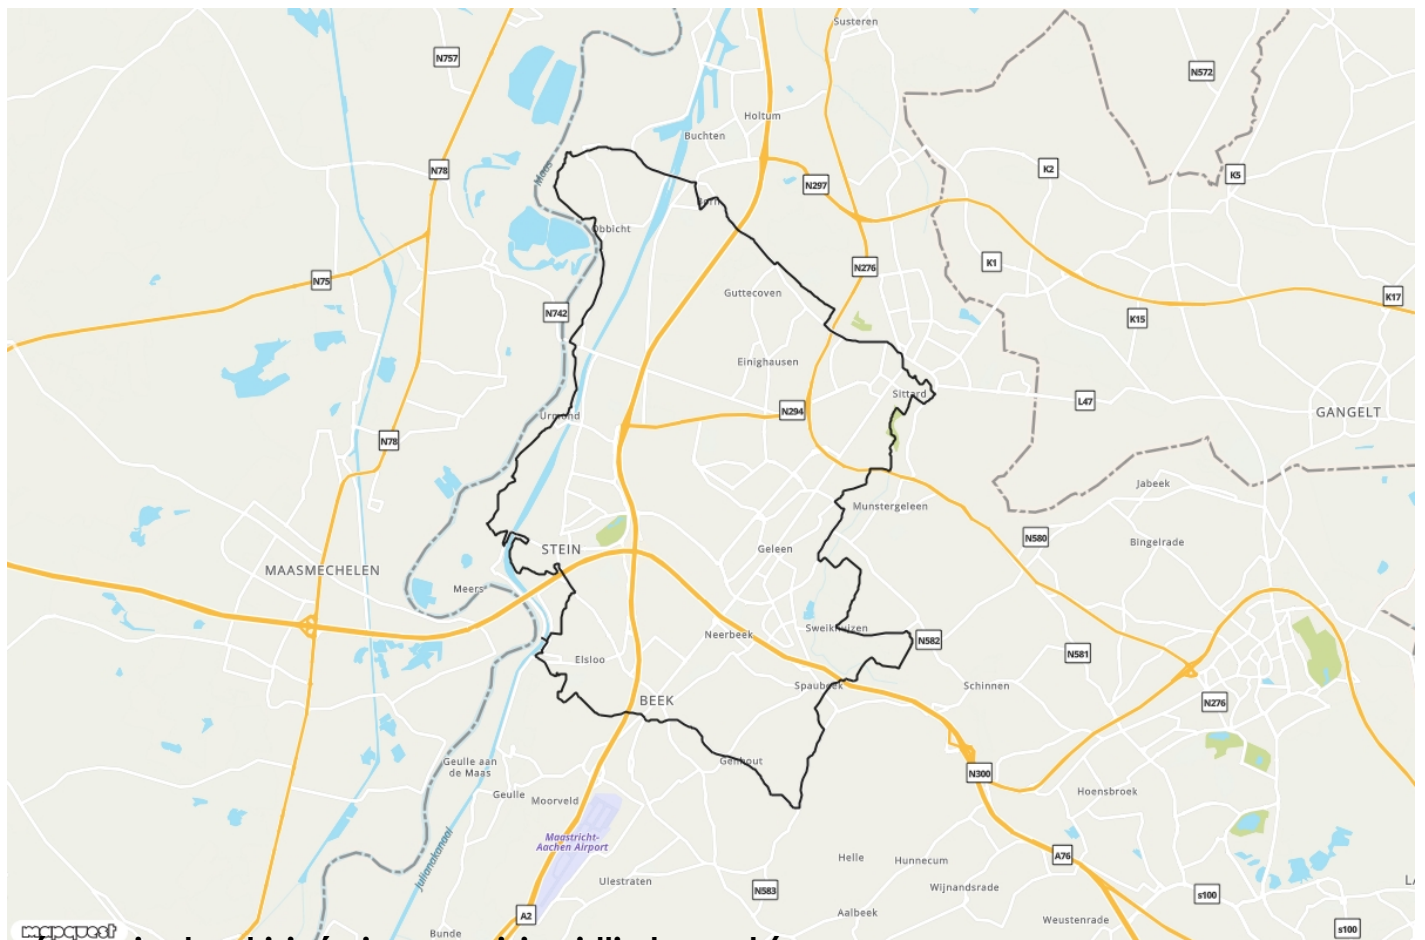 Susteren
N757
N572
Holtum
Buchten
N78
Maas
K2
K5
N297
Obbicht
K1
N276
N75
Guttecoven
K17
N742
K15
Einighausen
Sittard
L47
GANGELT
N294
Urmond
N78
Jabeek
Munstergeleen
N580
Bingelrade
STEIN
Geleen
MAASMECHELEN
Meers
Sweikhuizen
Neerbeek
N582
N581
Elsloo
Spaubeek
Schinnen
BEEK
N276
Genhout
Geulle aan
de Maas
N300
Hoensbroek
Geulle
Moorveld
Maastricht-
Aachen Airport
Julianakanaal
Helle
Hunnecum
A76
Ulestraten
N583
Wijnandsrade
s100
Aalbeek
Weustenrade
A2
s100
mapquest
Bunde